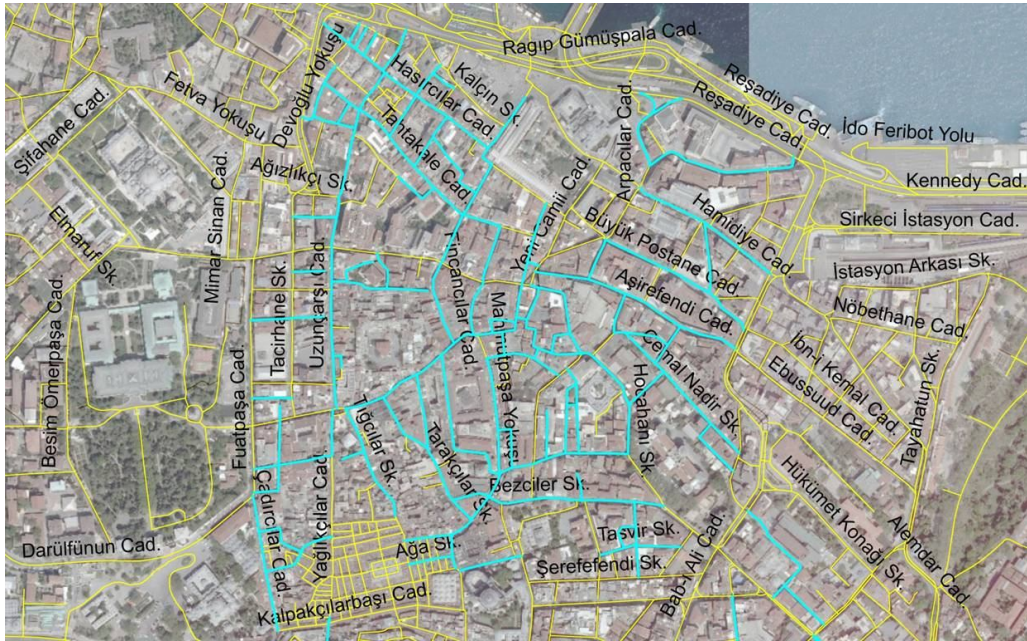 Ragıp Gümüşpala Cad.
Devoğlu Yokuşu
Hasırcılar Cad.
Kalçın Sk.
Reşadiye Cad.
Reşadiye Cad.
İdo Feribot Yolu
Fetva Yokuşu
Şifahane Cad.
Tahtakale Cad.
Arpacılar Cad.
Kennedy Cad.
Ağızlıkçı Sk.
Mimar Sinan Cad.
Elmaruf Sk.
Yeni Camii Cad.
Hamidiye Cad.
Sirkeci İstasyon Cad.
Büyük Postane Cad.
İstasyon Arkası Sk.
Uzunçarşı Cad.
Tacirhane Sk.
Fincancılar Cad.
Aşirefendi Cad.
Nöbethane Cad.
Besim Ömerpaşa Cad.
Mahmutpaşa Yokuşu
Cemal Nadir Sk.
İbn-i Kemal Cad.
Ebussuud Cad.
Fuatpaşa Cad.
Hocahanı Sk.
Tayahatun Sk.
Tığcılar Sk.
Tarakçılar Sk.
Bezciler Sk.
Çadırcılar Cad.
Yağlıkçılar Cad.
Hükümet Konağı Sk.
Alemdar Cad.
Darülfünun Cad.
Ağa Sk.
Tasvir Sk.
Şerefefendi Sk.
Bab-ı Ali Cad.
Kalpakçılarbaşı Cad.